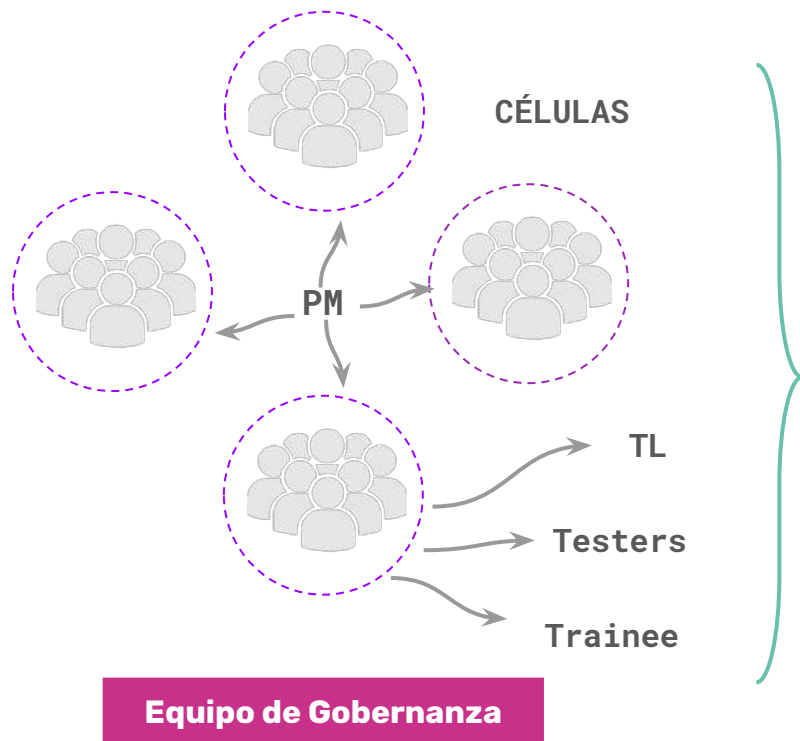 CÉLULAS
PM
TL
Testers
Trainee
Equipo de Gobernanza